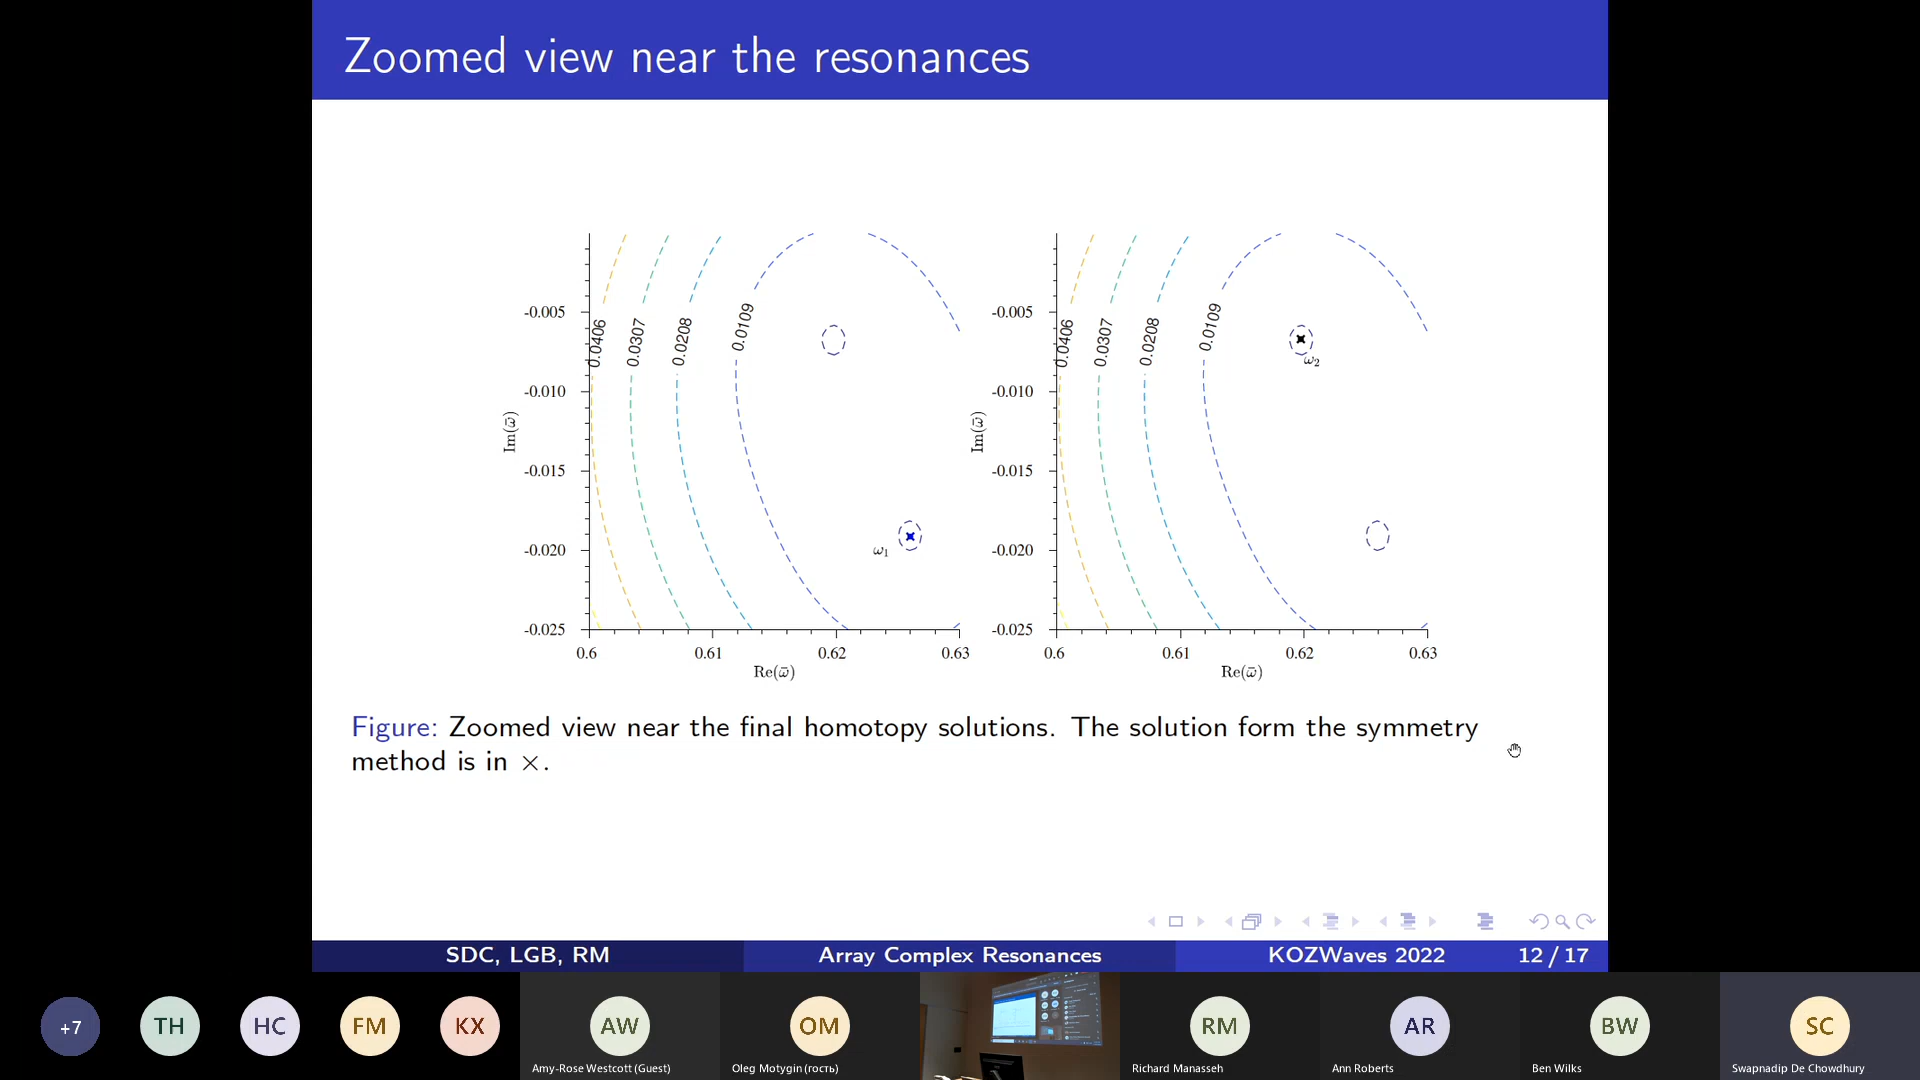 Zoomed view near the resonances
-0.005
-0.010
-0.015
-0.020
-0.025
Im(ω̄)
0.0406
0.0307
0.0208
0.0109
ω₁
0.6
0.61
0.62
0.63
Re(ω̄)
-0.005
-0.010
-0.015
-0.020
-0.025
Im(ω̄)
0.0406
0.0307
0.0208
0.0109
ω₂
0.6
0.61
0.62
0.63
Re(ω̄)
Figure: Zoomed view near the final homotopy solutions. The solution form the symmetry
method is in ×.
SDC, LGB, RM
Array Complex Resonances
KOZWaves 2022
12 / 17
+7
TH
HC
FM
KX
AW
Amy-Rose Westcott (Guest)
OM
Oleg Motygin (гость)
RM
Richard Manasseh
AR
Ann Roberts
BW
Ben Wilks
SC
Swapnadip De Chowdhury